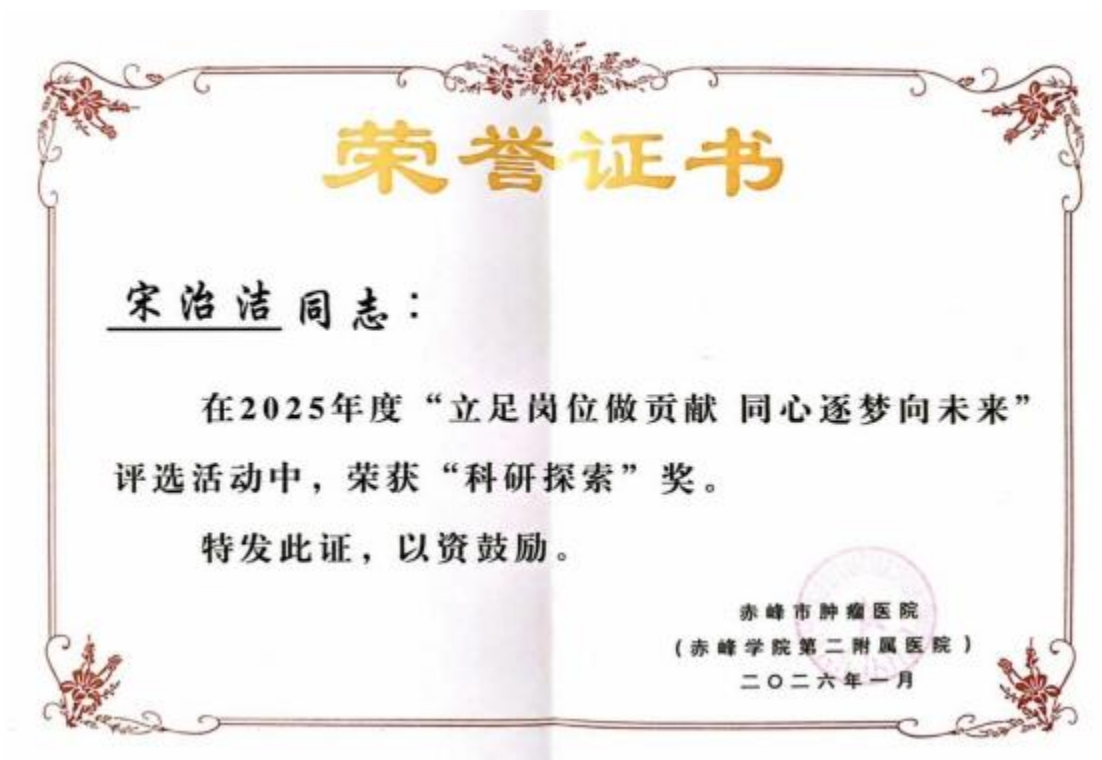 荣誉证书
宋治洁同志：
在2025年度“立足岗位做贡献 同心逐梦向未来”
评选活动中，荣获“科研探索”奖。
特发此证，以资鼓励。
赤峰市肿瘤医院
（赤峰学院第二附属医院）
二〇二六年一月